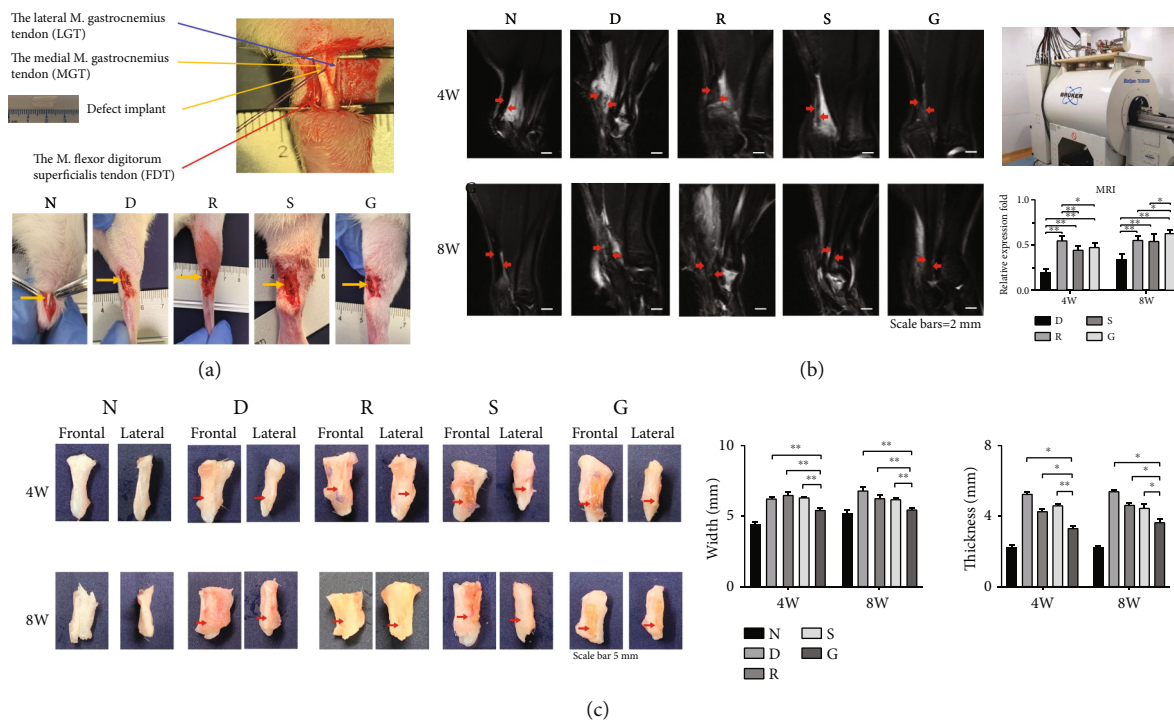 The lateral M. gastrocnemius
tendon (LGT)
The medial M. gastrocnemius
tendon (MGT)
Defect implant
The M. flexor digitorum
superficialis tendon (FDT)
2
N D R S G
(a)
N D R S G
4W
8W
Scale bars=2 mm
BRUKER
MRI
Relative expression fold
1.0
0.5
0.0
* ** ** **
* * ** **
4W 8W
D S
R G
(b)
N D R S G
Frontal Lateral Frontal Lateral Frontal Lateral Frontal Lateral Frontal Lateral
4W
8W
Scale bar 5 mm
Width (mm)
10
5
0
** ** **
** ** **
4W 8W
N S
D G
R
Thickness (mm)
8
4
0
* * **
* * *
4W 8W
(c)